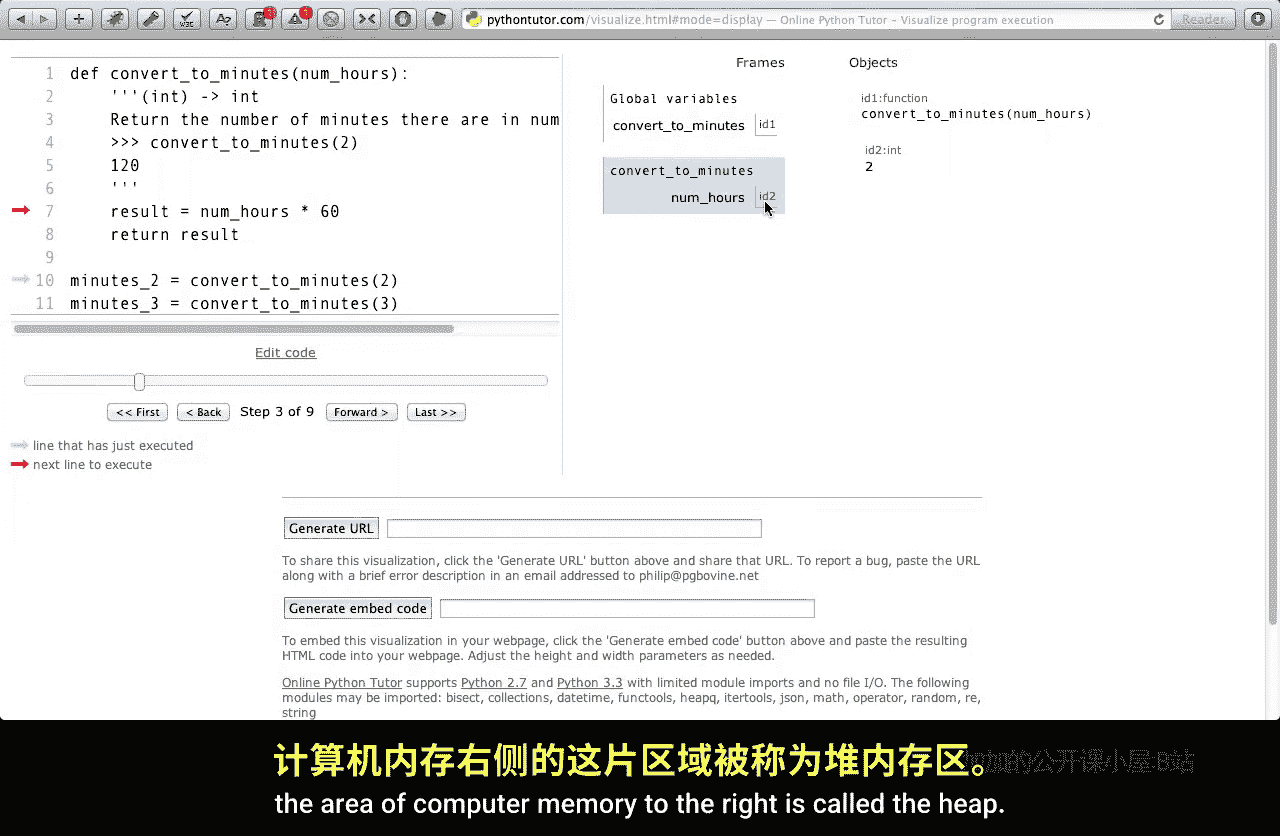 pythontutor.com/visualize.html#mode=display — Online Python Tutor – Visualize program execution
Reader
Frames
Objects
1 def convert_to_minutes(num_hours):
2 '''(int) -> int
3 Return the number of minutes there are in num
4 >>> convert_to_minutes(2)
5 120
6 '''
7 result = num_hours * 60
8 return result
9
10 minutes_2 = convert_to_minutes(2)
11 minutes_3 = convert_to_minutes(3)
Global variables
convert_to_minutes id1
convert_to_minutes
num_hours id2
id1:function
convert_to_minutes(num_hours)
id2:int
2
Edit code
<< First
< Back
Step 3 of 9
Forward >
Last >>
line that has just executed
next line to execute
Generate URL
To share this visualization, click the 'Generate URL' button above and share that URL. To report a bug, paste the URL
along with a brief error description in an email addressed to philip@pgbovine.net
Generate embed code
To embed this visualization in your webpage, click the 'Generate embed code' button above and paste the resulting
HTML code into your webpage. Adjust the height and width parameters as needed.
Online Python Tutor supports Python 2.7 and Python 3.3 with limited module imports and no file I/O. The following
modules may be imported: bisect, collections, datetime, functools, heapq, itertools, json, math, operator, random, re,
string
计算机内存右侧的这片区域被称为堆内存区。
加的公开课小屋:B站
the area of computer memory to the right is called the heap.